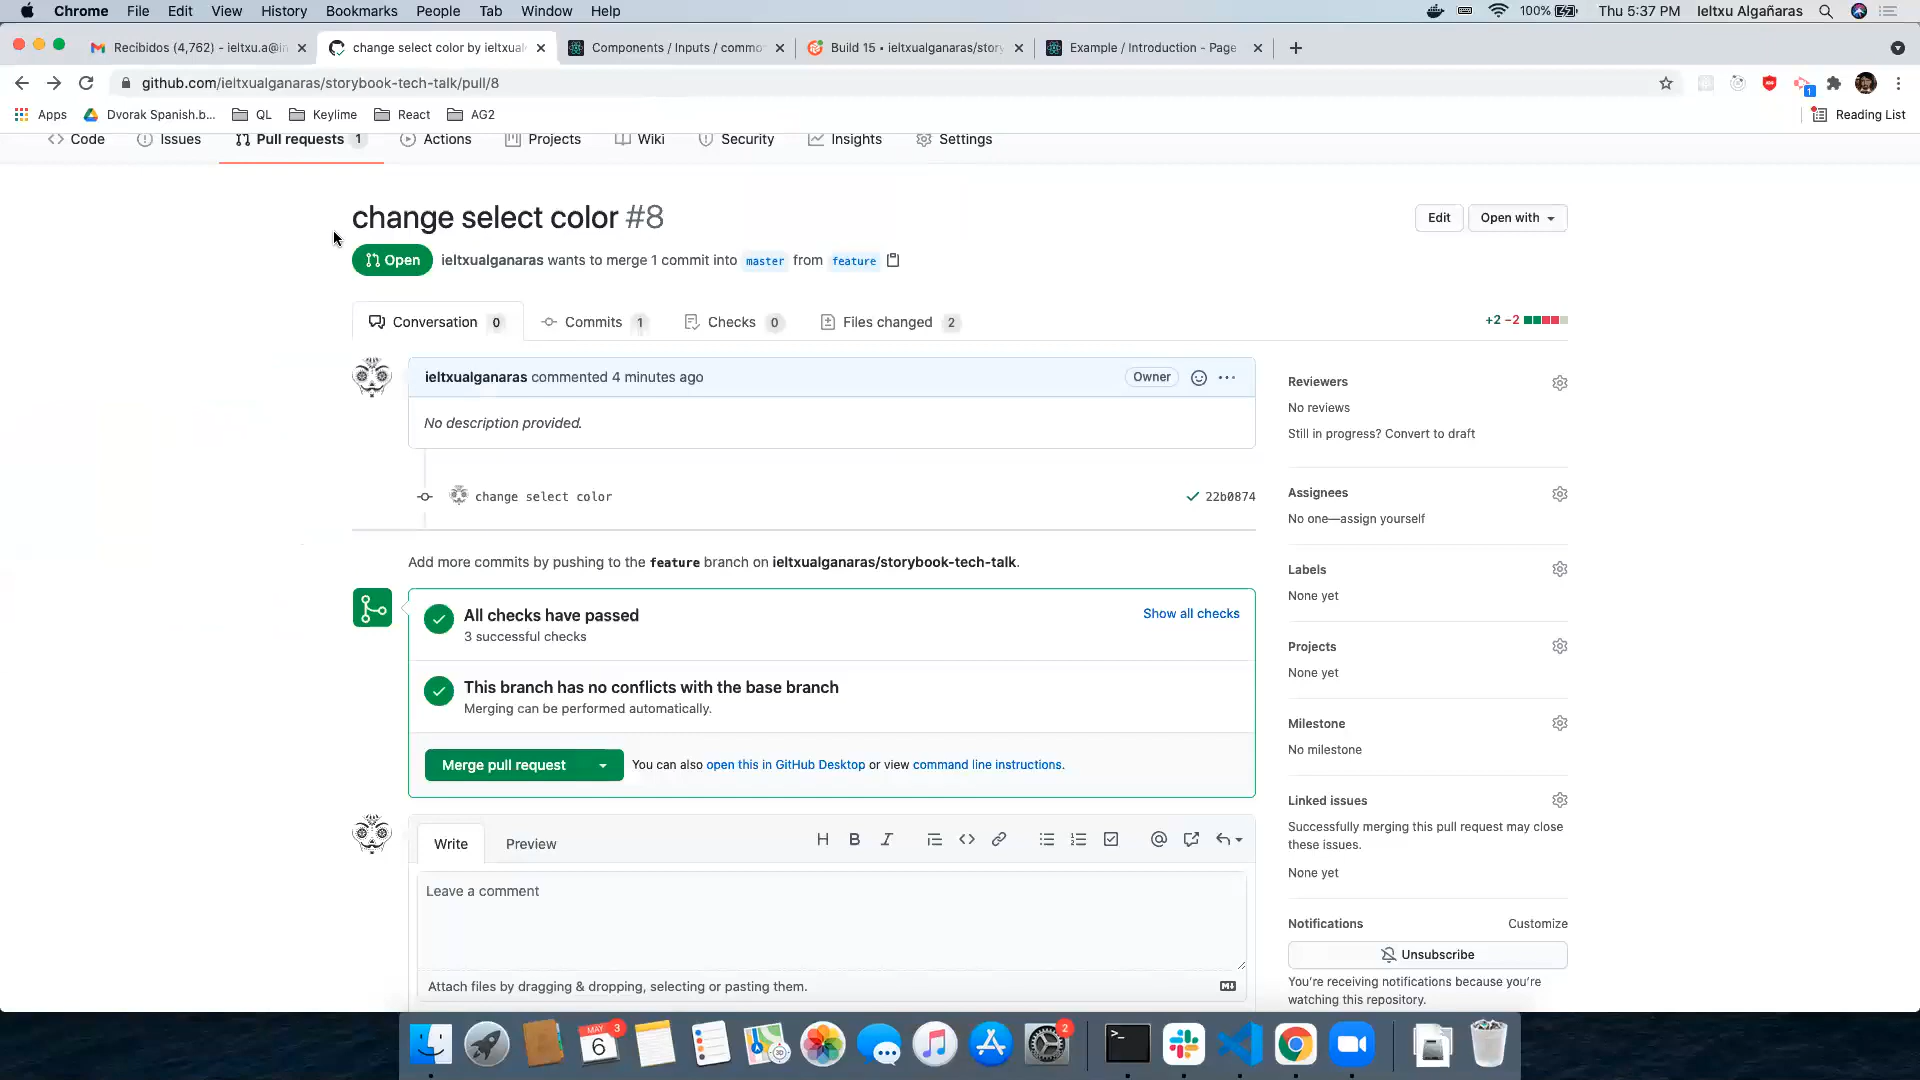 Chrome File Edit View History Bookmarks People Tab Window Help 100% Thu 5:37 PM Ieltxu Algañaras
Recibidos (4,762) - ieltxu.a@in change select color by ieltxual Components / Inputs / commo Build 15 • ieltxualganaras/story Example / Introduction - Page
github.com/ieltxualganaras/storybook-tech-talk/pull/8 1
Apps Dvorak Spanish.b... QL Keylime React AG2 Reading List
Code Issues Pull requests 1 Actions Projects Wiki Security Insights Settings
change select color #8
Edit Open with
Open ieltxualganaras wants to merge 1 commit into master from feature
Conversation 0 Commits 1 Checks 0 Files changed 2 +2 −2
ieltxualganaras commented 4 minutes ago Owner
No description provided.
change select color 22b0874
Add more commits by pushing to the feature branch on ieltxualganaras/storybook-tech-talk.
All checks have passed
3 successful checks
Show all checks
This branch has no conflicts with the base branch
Merging can be performed automatically.
Merge pull request You can also open this in GitHub Desktop or view command line instructions.
Write Preview H B I
Leave a comment
Attach files by dragging & dropping, selecting or pasting them.
Reviewers
No reviews
Still in progress? Convert to draft
Assignees
No one—assign yourself
Labels
None yet
Projects
None yet
Milestone
No milestone
Linked issues
Successfully merging this pull request may close
these issues.
None yet
Notifications Customize
Unsubscribe
You're receiving notifications because you're
watching this repository.
MAY 3
6
3D
2